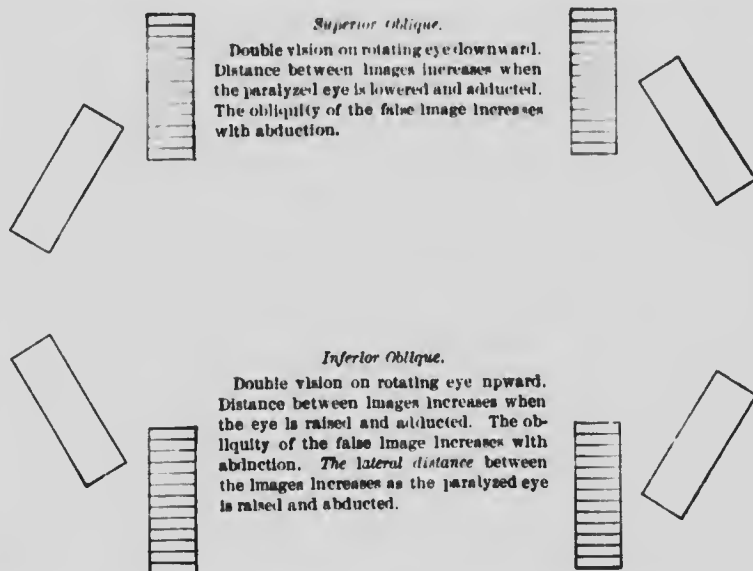 Superior Oblique.
Double vision on rotating eye downward.
Distance between images increases when
the paralyzed eye is lowered and adducted.
The obliquity of the false image increases
with abduction.
Inferior Oblique.
Double vision on rotating eye upward.
Distance between images increases when
the eye is raised and adducted. The ob-
liquity of the false image increases with
abduction. The lateral distance between
the images increases as the paralyzed eye
is raised and abducted.